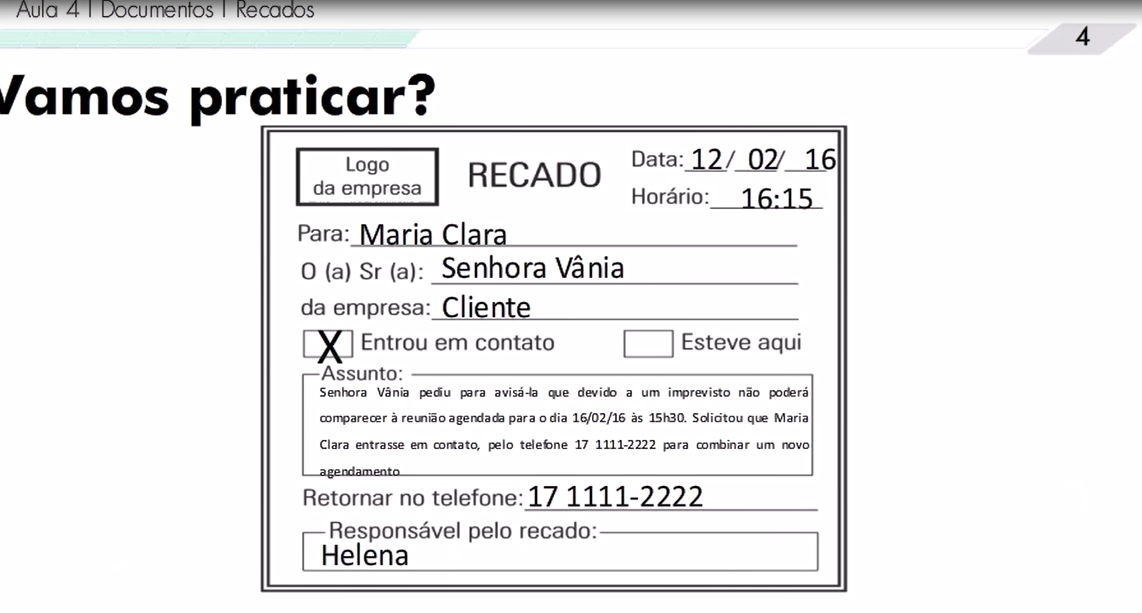 Aula 4 | Documentos | Recados
4
Vamos praticar?
Logo
da empresa
RECADO
Data: 12/ 02/ 16
Horário: 16:15
Para: Maria Clara
O (a) Sr (a): Senhora Vânia
da empresa: Cliente
X Entrou em contato Esteve aqui
Assunto:
Senhora Vânia pediu para avisá-la que devido a um imprevisto não poderá
comparecer à reunião agendada para o dia 16/02/16 às 15h30. Solicitou que Maria
Clara entrasse em contato, pelo telefone 17 1111-2222 para combinar um novo
agendamento
Retornar no telefone: 17 1111-2222
Responsável pelo recado:
Helena